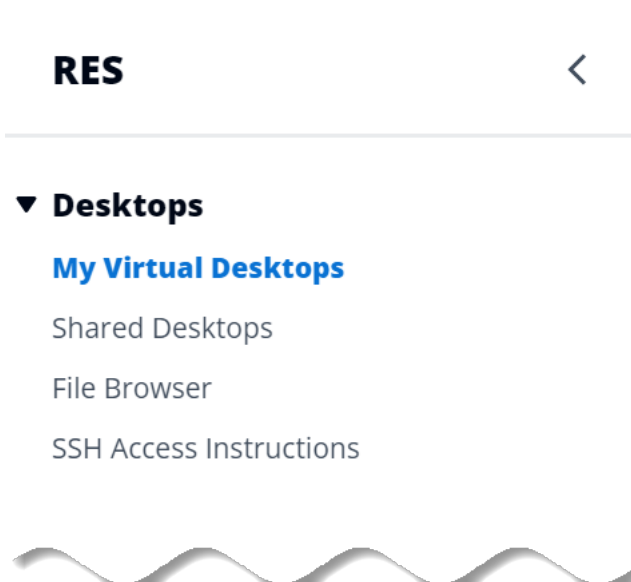 RES
Desktops
My Virtual Desktops
Shared Desktops
File Browser
SSH Access Instructions